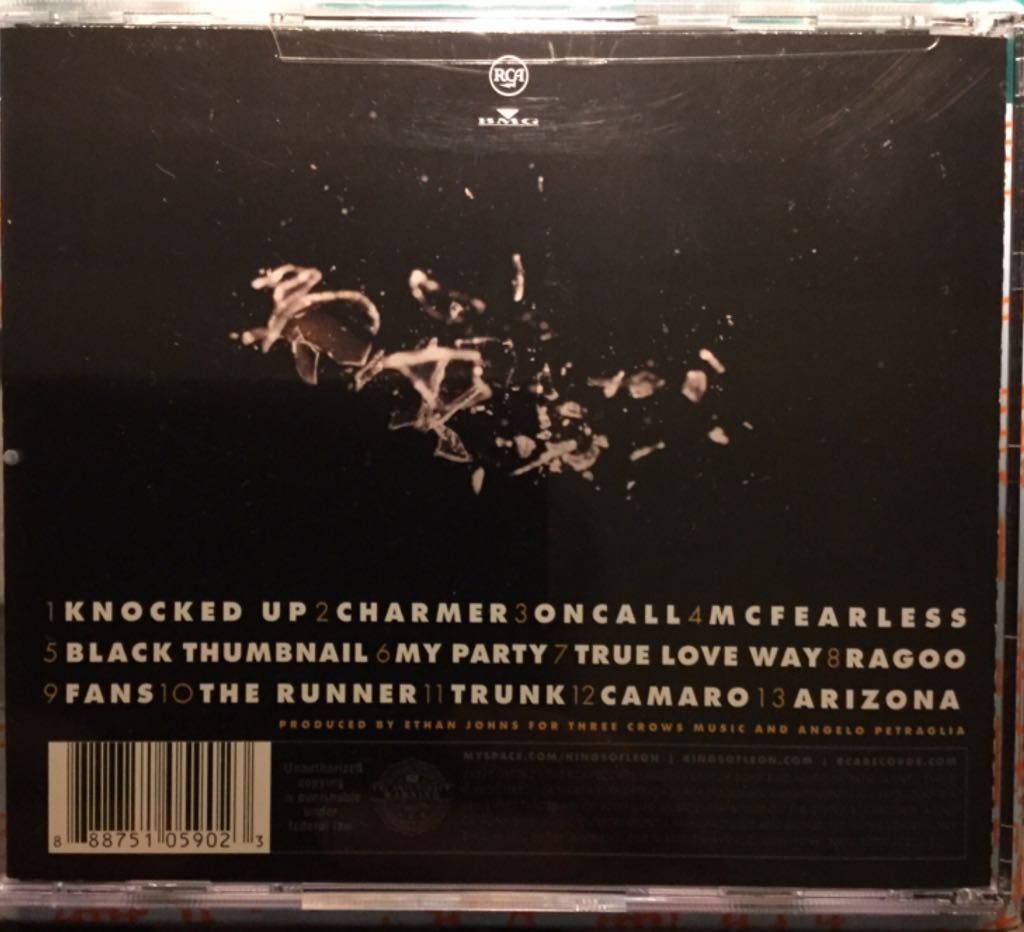 RCA
BMG
1 KNOCKED UP 2 CHARMER 3 ON CALL 4 MCFEARLESS
5 BLACK THUMBNAIL 6 MY PARTY 7 TRUE LOVE WAY 8 RAGOO
9 FANS 10 THE RUNNER 11 TRUNK 12 CAMARO 13 ARIZONA
PRODUCED BY ETHAN JOHNS FOR THREE CROWS MUSIC AND ANGELO PETRAGLIA
MYSPACE.COM/KINGSOFLEON | KINGSOFLEON.COM | RCARECORDS.COM
Unauthorized
copying
is punishable
under
federal law
8 88751 05902 3